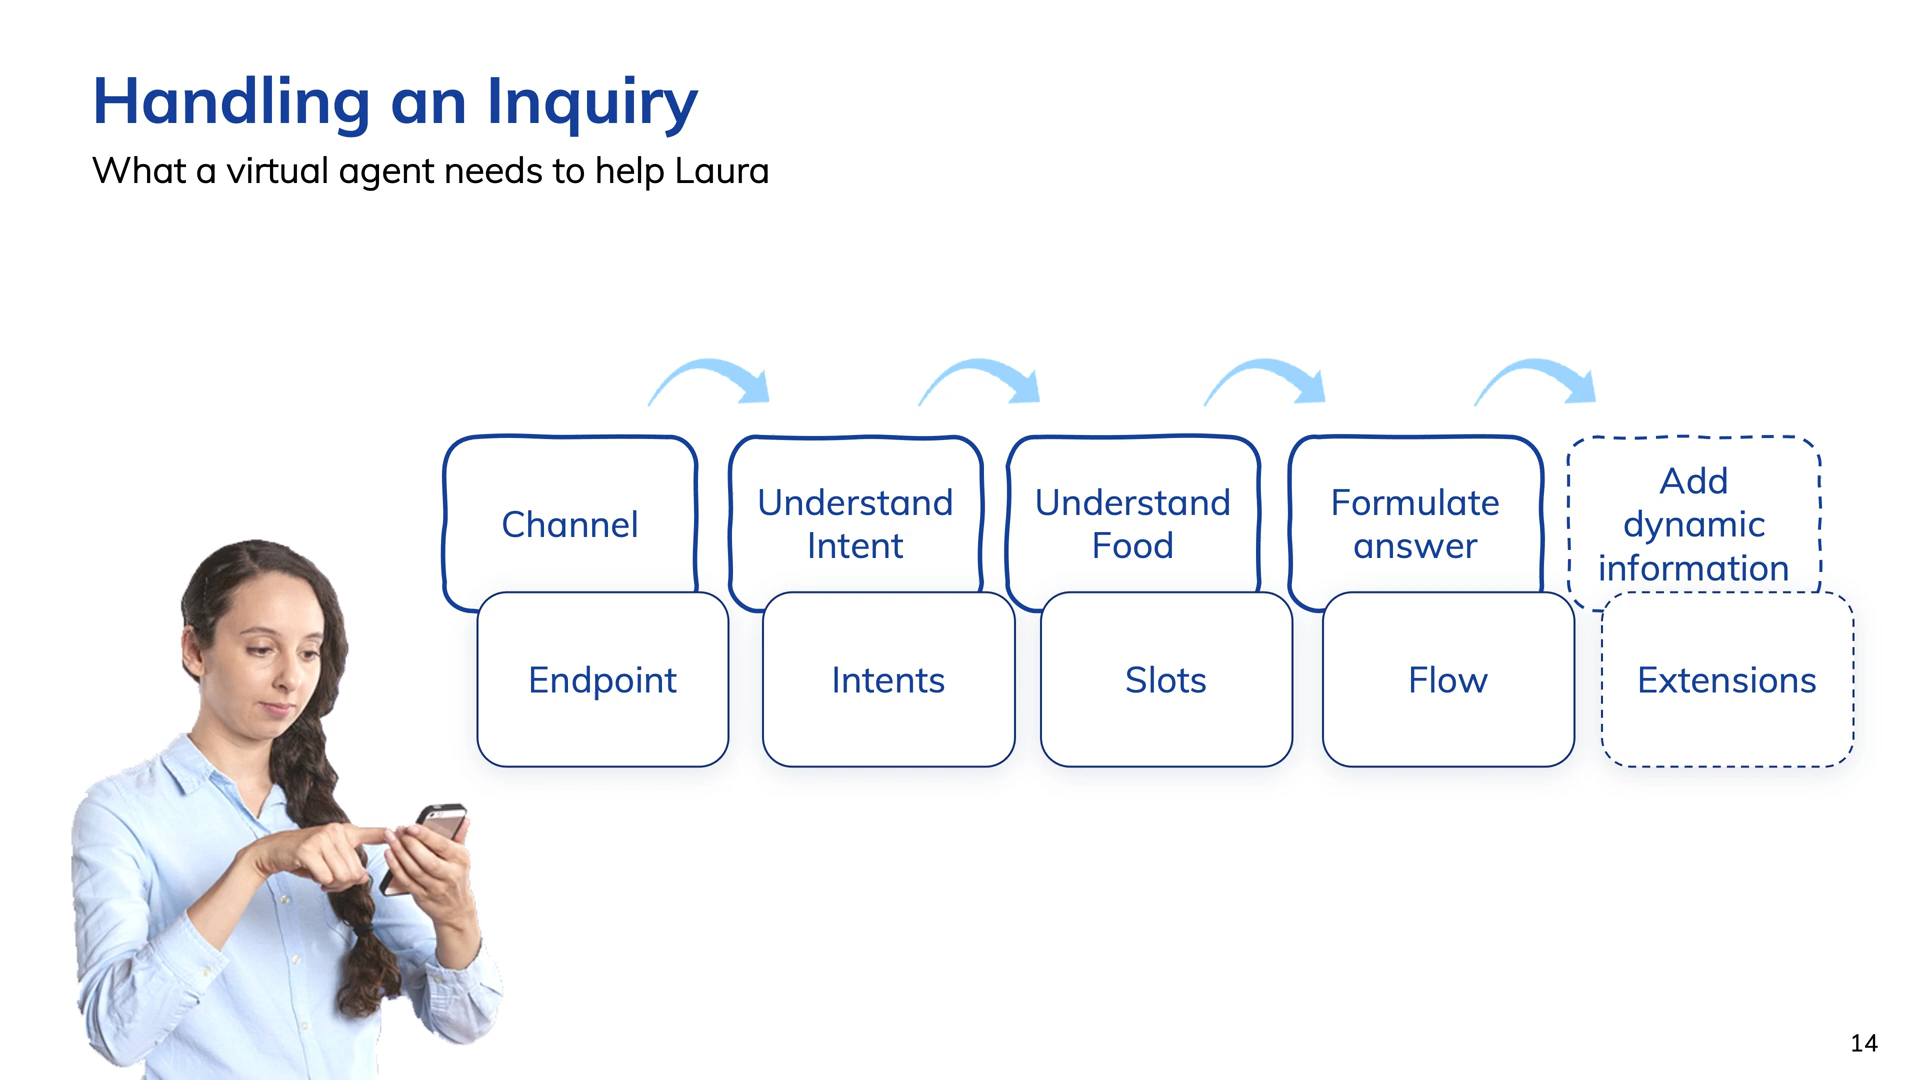 Handling an Inquiry
What a virtual agent needs to help Laura
Channel
Understand
Intent
Understand
Food
Formulate
answer
Add
dynamic
information
Endpoint
Intents
Slots
Flow
Extensions
14